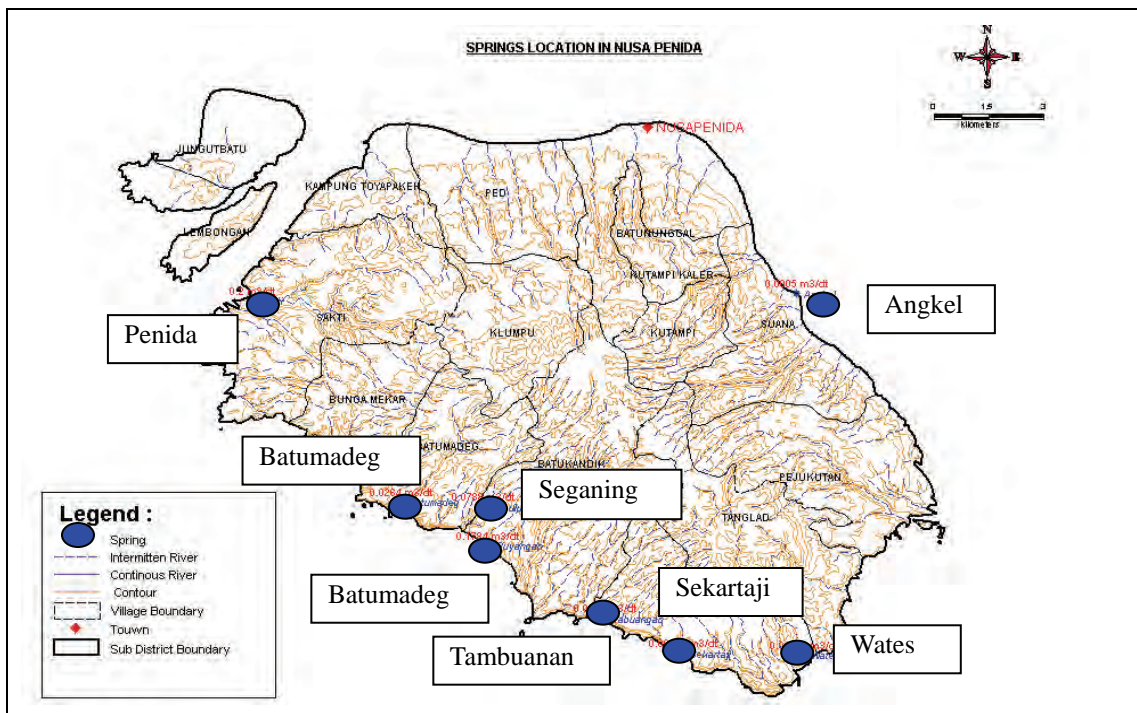 SPRINGS LOCATION IN NUSA PENIDA
N
W E
S
0 1.5 3
kilometers
NUSAPENIDA
JUNGUTBATU
KAMPUNG TOYAPAKEH
PED
LEMBONGAN
BATUNUNGGAL
KUTAMPI KALER
0.0005 m3/dt
Angkel
Penida
SAKTI
KLUMPU
KUTAMPI
SUANA
BUNGA MEKAR
BATUMADEG
Batumadeg
BATUKANDIK
Seganing
PEJUKUTAN
TANGLAD
0.0264 m3/dt
Batumadeg
Sekartaji
Tambuanan
Wates
Legend :
Spring
Intermitten River
Continous River
Contour
Village Boundary
Touwn
Sub District Boundary